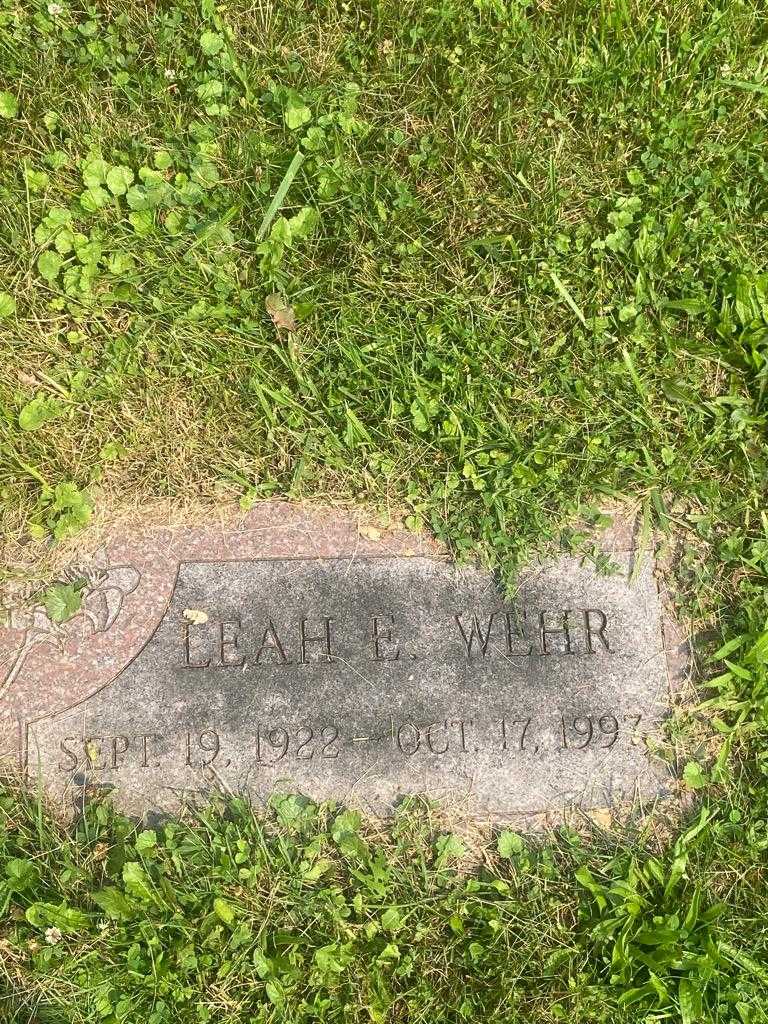 LEAH E. WEHR
SEPT. 19, 1922 – OCT. 17, 1997